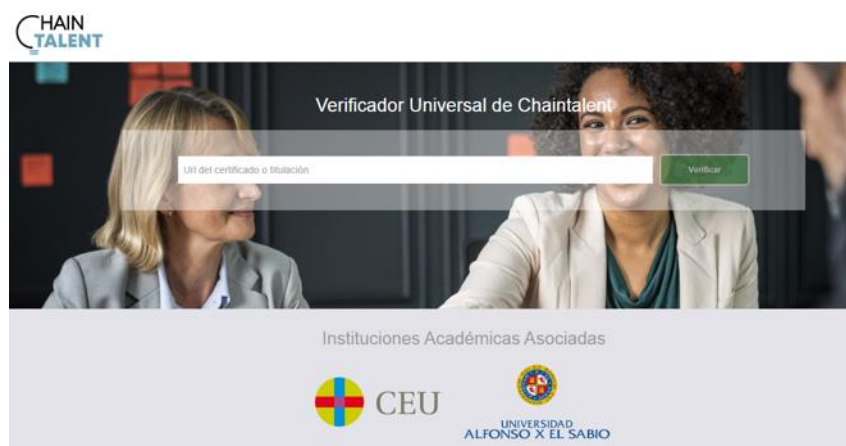 CHAIN
TALENT
Verificador Universal de Chaintalent
Url del certificado o titulación
Verificar
Instituciones Académicas Asociadas
CEU
UNIVERSIDAD
ALFONSO X EL SABIO